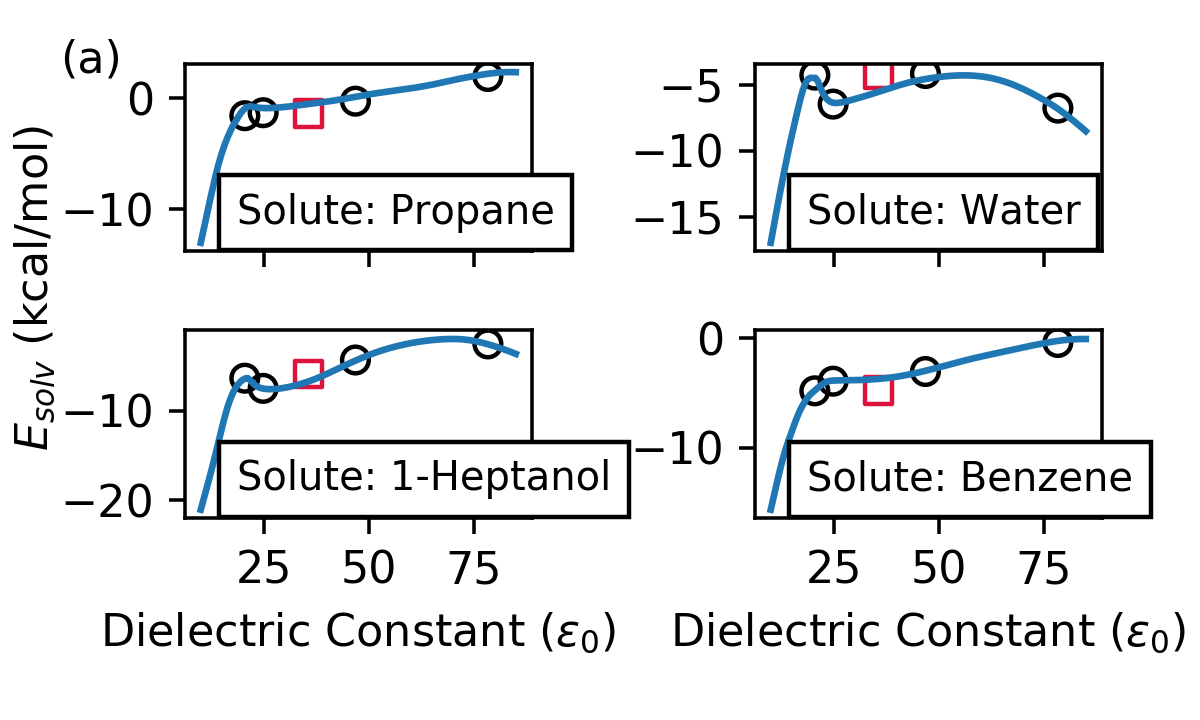 (a)
E_solv (kcal/mol)
0
−10
Solute: Propane
−5
−10
−15
Solute: Water
−10
−20
Solute: 1-Heptanol
25 50 75
Dielectric Constant (ε₀)
0
−10
Solute: Benzene
25 50 75
Dielectric Constant (ε₀)